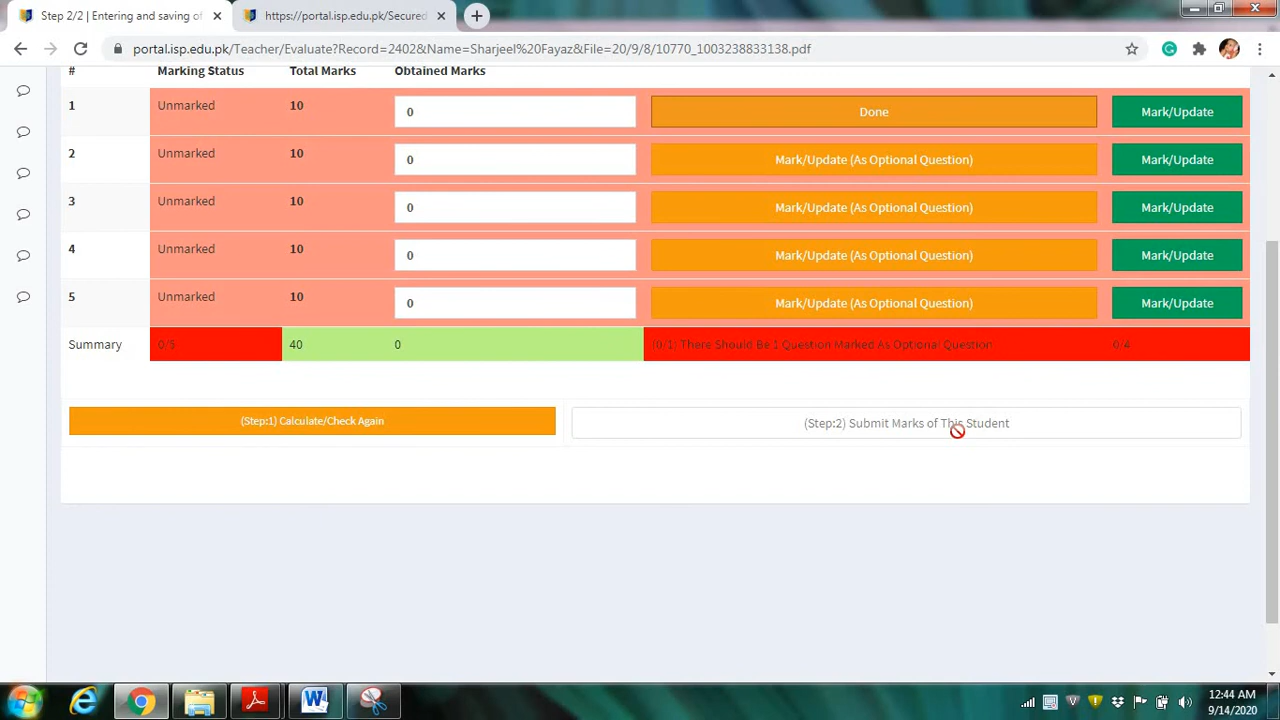 Step 2/2 | Entering and saving of
https://portal.isp.edu.pk/Secured
portal.isp.edu.pk/Teacher/Evaluate?Record=2402&Name=Sharjeel%20Fayaz&File=20/9/8/10770_1003238833138.pdf
# Marking Status Total Marks Obtained Marks
1 Unmarked 10 0 Done Mark/Update
2 Unmarked 10 0 Mark/Update (As Optional Question) Mark/Update
3 Unmarked 10 0 Mark/Update (As Optional Question) Mark/Update
4 Unmarked 10 0 Mark/Update (As Optional Question) Mark/Update
5 Unmarked 10 0 Mark/Update (As Optional Question) Mark/Update
Summary 0/5 40 0 (0/1) There Should Be 1 Question Marked As Optional Question 0/4
(Step:1) Calculate/Check Again (Step:2) Submit Marks of This Student
12:44 AM
9/14/2020